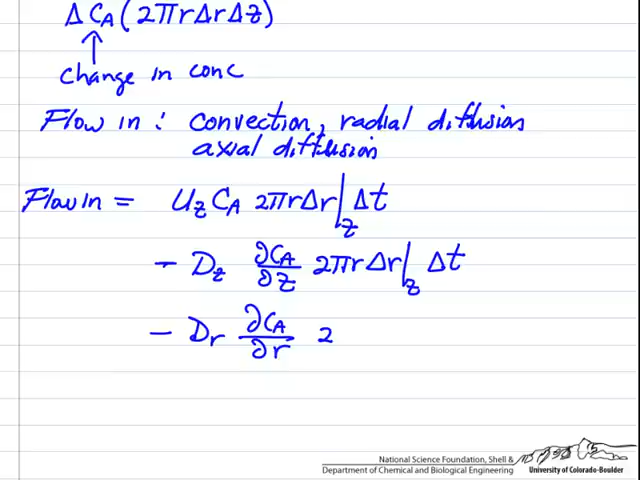 Δ C_A (2πrΔrΔz)
change in conc
Flow in : convection, radial diffusion,
axial diffusion
Flow in = U_z C_A 2πrΔr|_z Δt
- D_z ∂C_A/∂z 2πrΔr|_z Δt
- D_r ∂C_A/∂r 2
National Science Foundation, Shell &
Department of Chemical and Biological Engineering
University of Colorado-Boulder